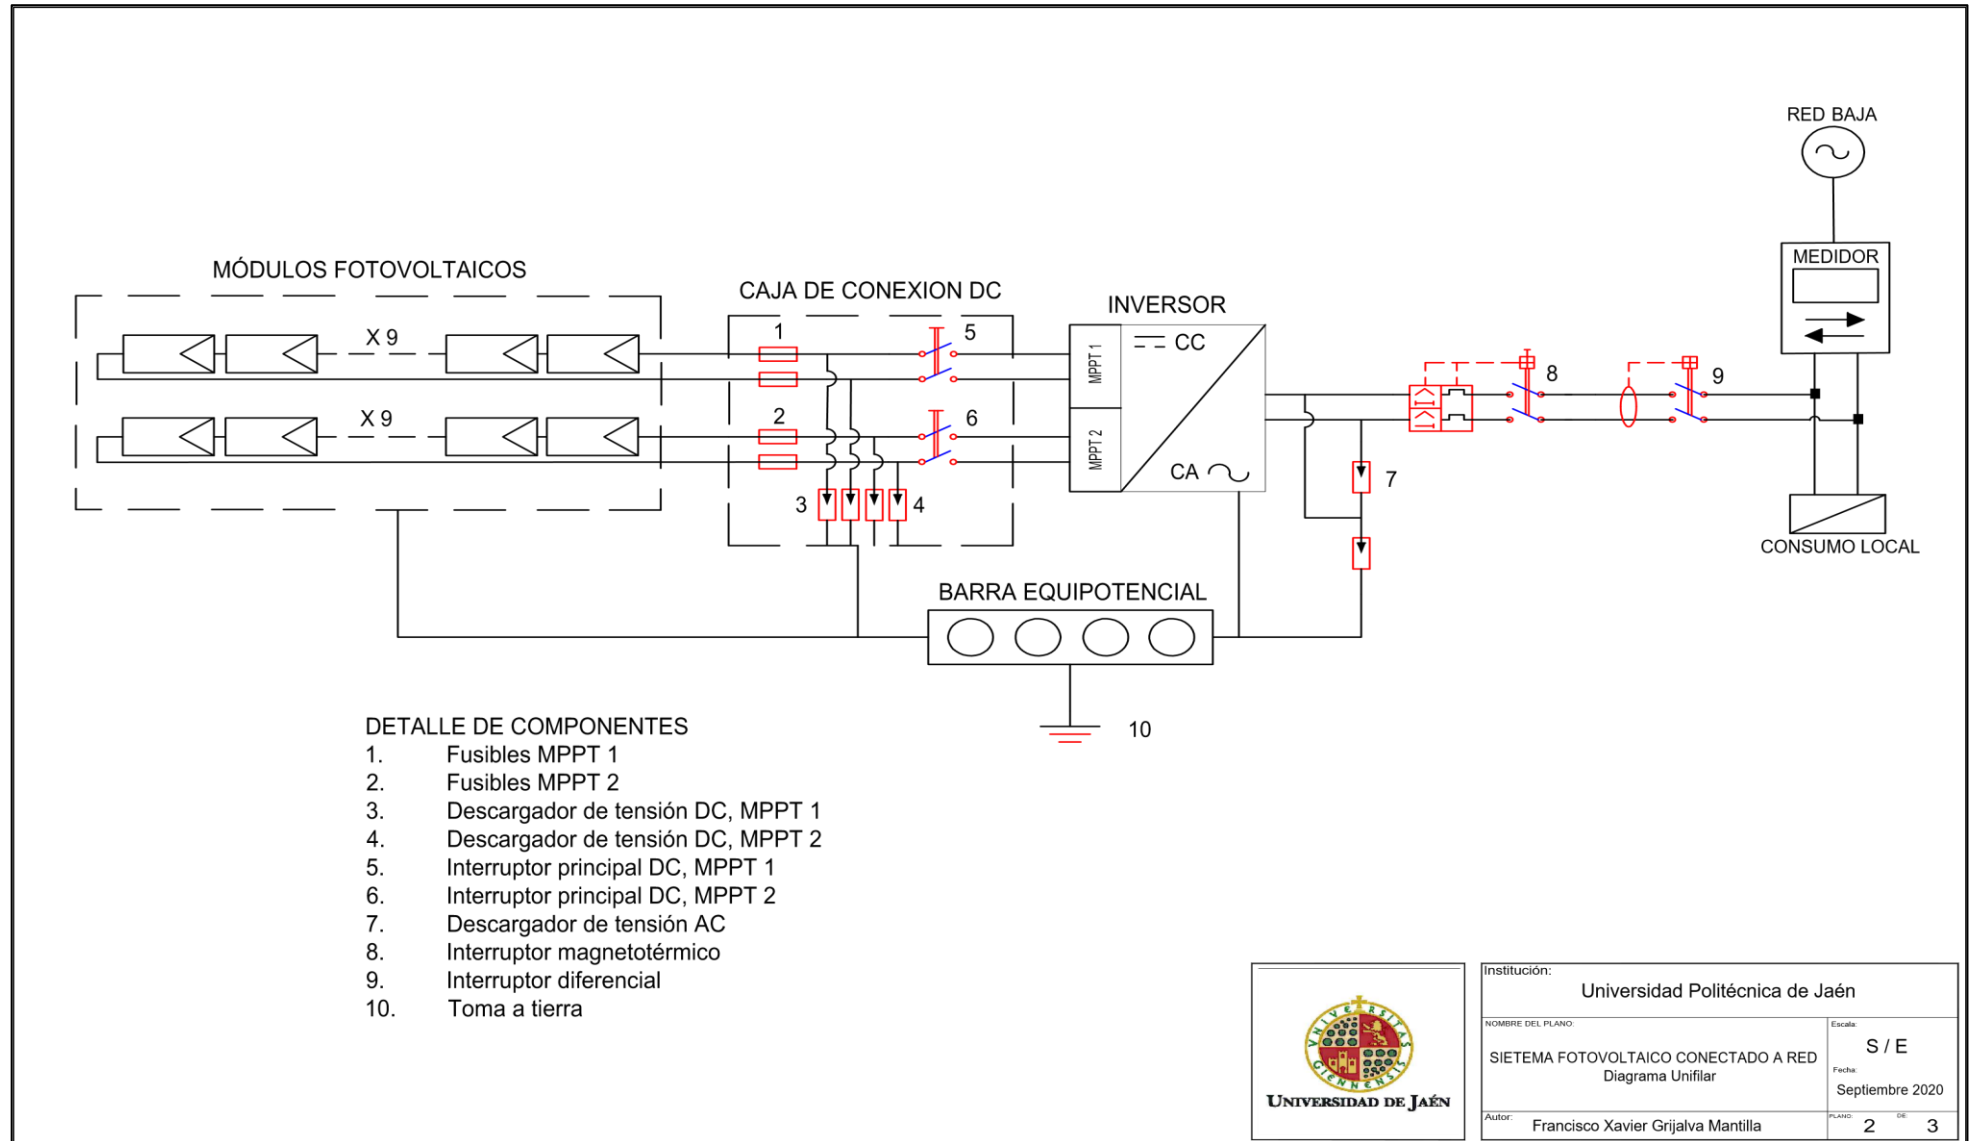 RED BAJA
MEDIDOR
MÓDULOS FOTOVOLTAICOS
CAJA DE CONEXION DC
INVERSOR
X 9
1
5
MPPT 1
CC
8
9
X 9
2
6
MPPT 2
CA
7
3
4
CONSUMO LOCAL
BARRA EQUIPOTENCIAL
10
DETALLE DE COMPONENTES
1. Fusibles MPPT 1
2. Fusibles MPPT 2
3. Descargador de tensión DC, MPPT 1
4. Descargador de tensión DC, MPPT 2
5. Interruptor principal DC, MPPT 1
6. Interruptor principal DC, MPPT 2
7. Descargador de tensión AC
8. Interruptor magnetotérmico
9. Interruptor diferencial
10. Toma a tierra
VNIVERSITAS
GIENNENSIS
UNIVERSIDAD DE JAÉN
Institución:
Universidad Politécnica de Jaén
NOMBRE DEL PLANO:
SIETEMA FOTOVOLTAICO CONECTADO A RED
Diagrama Unifilar
Escala:
S / E
Fecha:
Septiembre 2020
Autor:
Francisco Xavier Grijalva Mantilla
PLANO: DE:
2 3